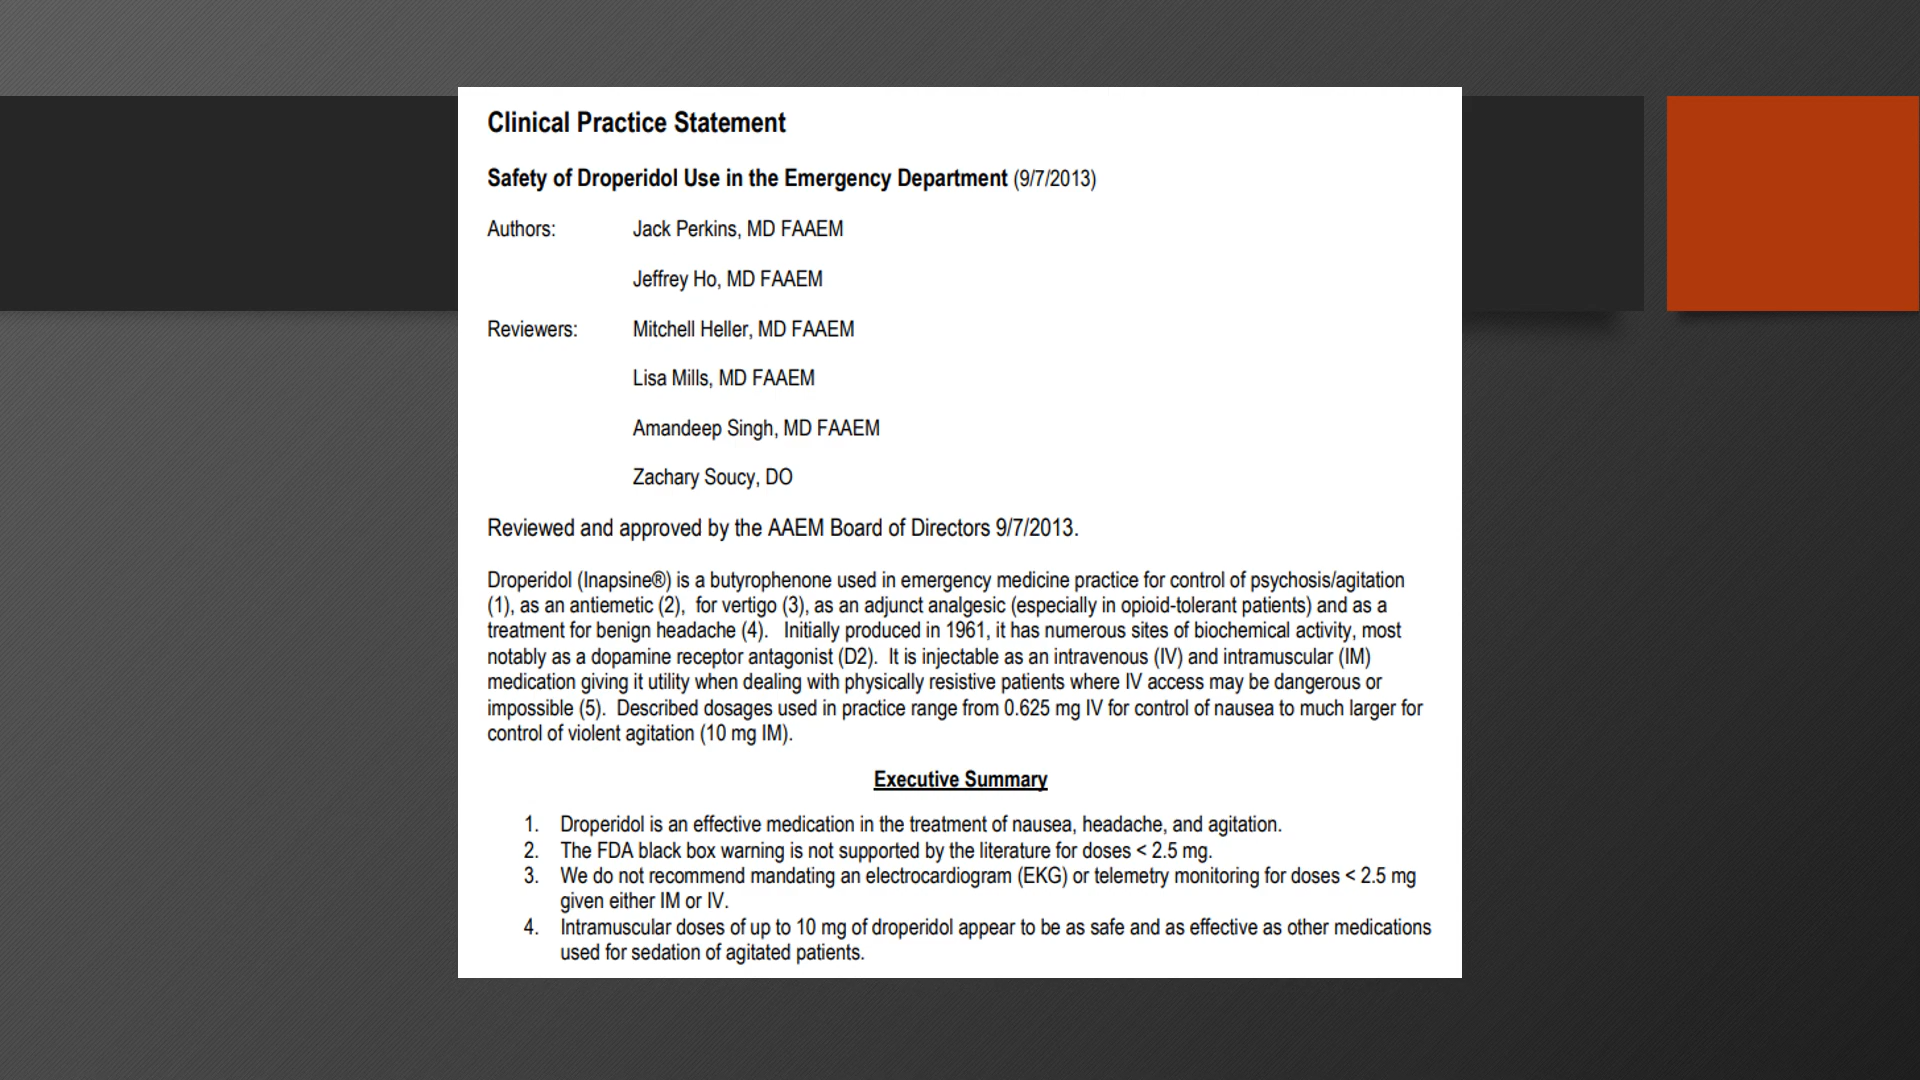 Clinical Practice Statement
Safety of Droperidol Use in the Emergency Department (9/7/2013)
Authors: Jack Perkins, MD FAAEM
Jeffrey Ho, MD FAAEM
Reviewers: Mitchell Heller, MD FAAEM
Lisa Mills, MD FAAEM
Amandeep Singh, MD FAAEM
Zachary Soucy, DO
Reviewed and approved by the AAEM Board of Directors 9/7/2013.
Droperidol (Inapsine®) is a butyrophenone used in emergency medicine practice for control of psychosis/agitation
(1), as an antiemetic (2),  for vertigo (3), as an adjunct analgesic (especially in opioid-tolerant patients) and as a
treatment for benign headache (4).   Initially produced in 1961, it has numerous sites of biochemical activity, most
notably as a dopamine receptor antagonist (D2).  It is injectable as an intravenous (IV) and intramuscular (IM)
medication giving it utility when dealing with physically resistive patients where IV access may be dangerous or
impossible (5).  Described dosages used in practice range from 0.625 mg IV for control of nausea to much larger for
control of violent agitation (10 mg IM).
Executive Summary
1. Droperidol is an effective medication in the treatment of nausea, headache, and agitation.
2. The FDA black box warning is not supported by the literature for doses < 2.5 mg.
3. We do not recommend mandating an electrocardiogram (EKG) or telemetry monitoring for doses < 2.5 mg
given either IM or IV.
4. Intramuscular doses of up to 10 mg of droperidol appear to be as safe and as effective as other medications
used for sedation of agitated patients.